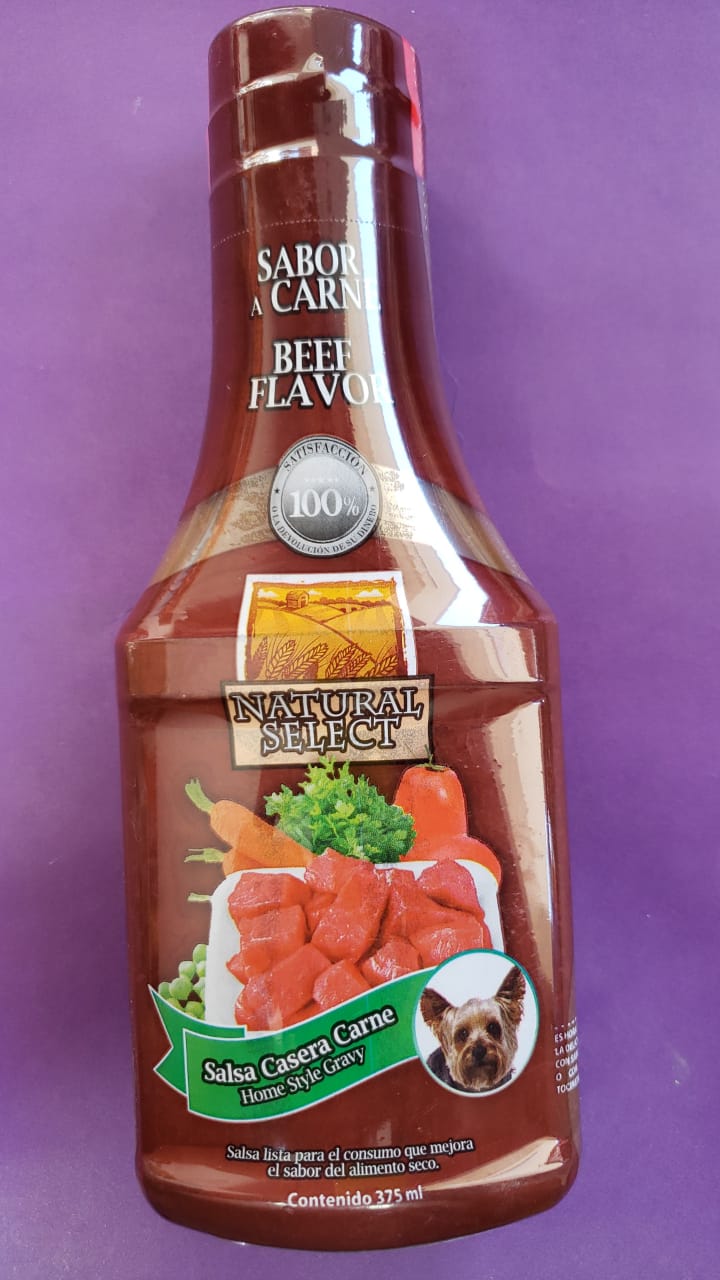 SABOR
A CARNE
BEEF
FLAVOR
SATISFACCIÓN
100%
O LA DEVOLUCIÓN DE SU DINERO
NATURAL
SELECT
Salsa Casera Carne
Home Style Gravy
Salsa lista para el consumo que mejora
el sabor del alimento seco.
Contenido 375 ml